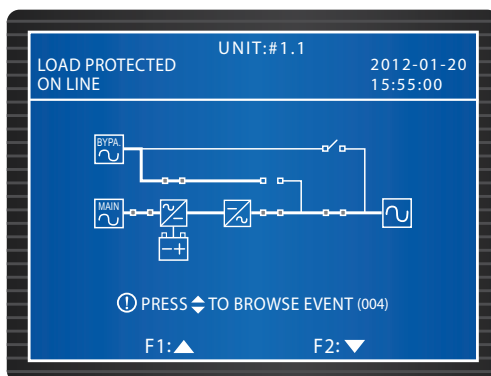 UNIT:#1.1
LOAD PROTECTED
2012-01-20
ON LINE
15:55:00
BYPA.
MAIN
PRESS TO BROWSE EVENT (004)
F1:
F2: